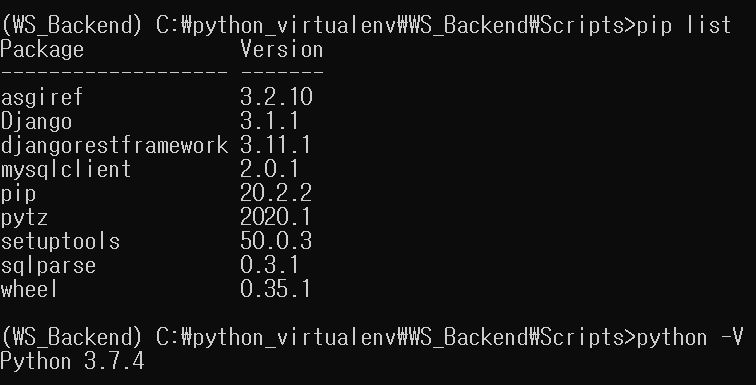 (WS_Backend) C:₩python_virtualenv₩WS_Backend₩Scripts>pip list
Package             Version
------------------- -------
asgiref             3.2.10
Django              3.1.1
djangorestframework 3.11.1
mysqlclient         2.0.1
pip                 20.2.2
pytz                2020.1
setuptools          50.0.3
sqlparse            0.3.1
wheel               0.35.1
(WS_Backend) C:₩python_virtualenv₩WS_Backend₩Scripts>python -V
Python 3.7.4